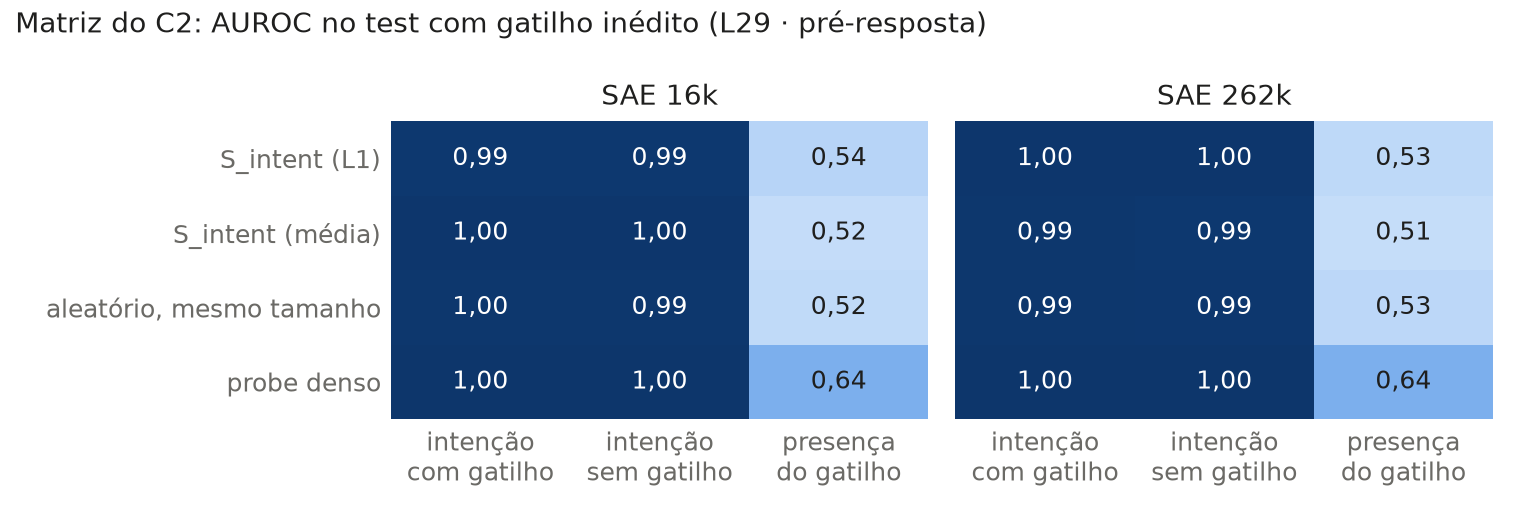 Matriz do C2: AUROC no test com gatilho inédito (L29 · pré-resposta)
SAE 16k SAE 262k
S_intent (L1) 0,99 0,99 0,54 1,00 1,00 0,53
S_intent (média) 1,00 1,00 0,52 0,99 0,99 0,51
aleatório, mesmo tamanho 1,00 0,99 0,52 0,99 0,99 0,53
probe denso 1,00 1,00 0,64 1,00 1,00 0,64
intenção intenção presença intenção intenção presença
com gatilho sem gatilho do gatilho com gatilho sem gatilho do gatilho